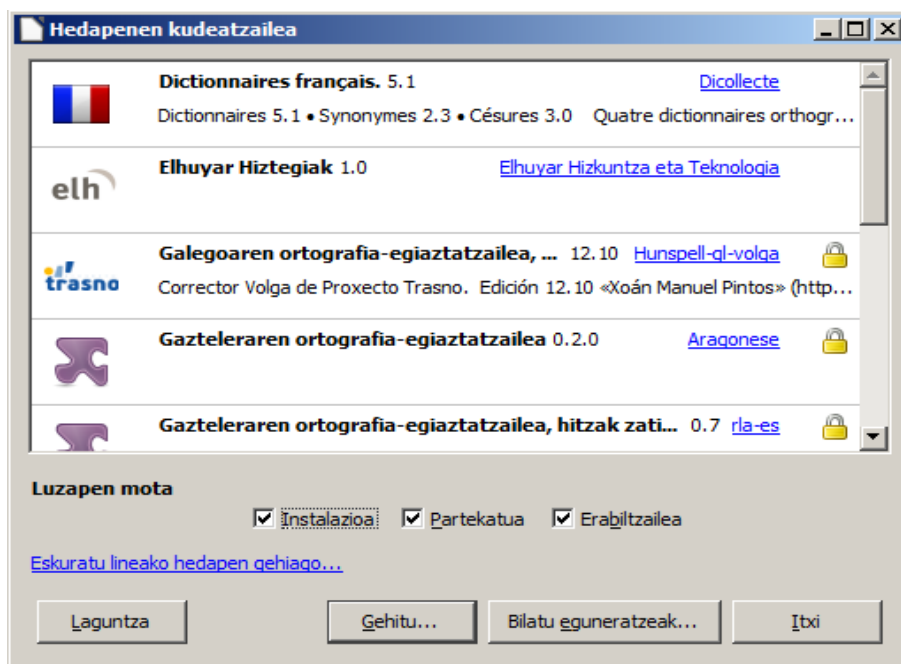 Hedapenen kudeatzailea
Dictionnaires français. 5.1 Dicollecte
Dictionnaires 5.1 • Synonymes 2.3 • Césures 3.0 Quatre dictionnaires orthogr...
elh
Elhuyar Hiztegiak 1.0 Elhuyar Hizkuntza eta Teknologia
trasno
Galegoaren ortografia-egiaztatzailea, ... 12.10 Hunspell-gl-volga
Corrector Volga de Proxecto Trasno. Edición 12.10 «Xoán Manuel Pintos» (http...
Gazteleraren ortografia-egiaztatzailea 0.2.0 Aragonese
Gazteleraren ortografia-egiaztatzailea, hitzak zati... 0.7 rla-es
Luzapen mota
Instalazioa Partekatua Erabiltzailea
Eskuratu lineako hedapen gehiago...
Laguntza Gehitu... Bilatu eguneratzeak... Itxi